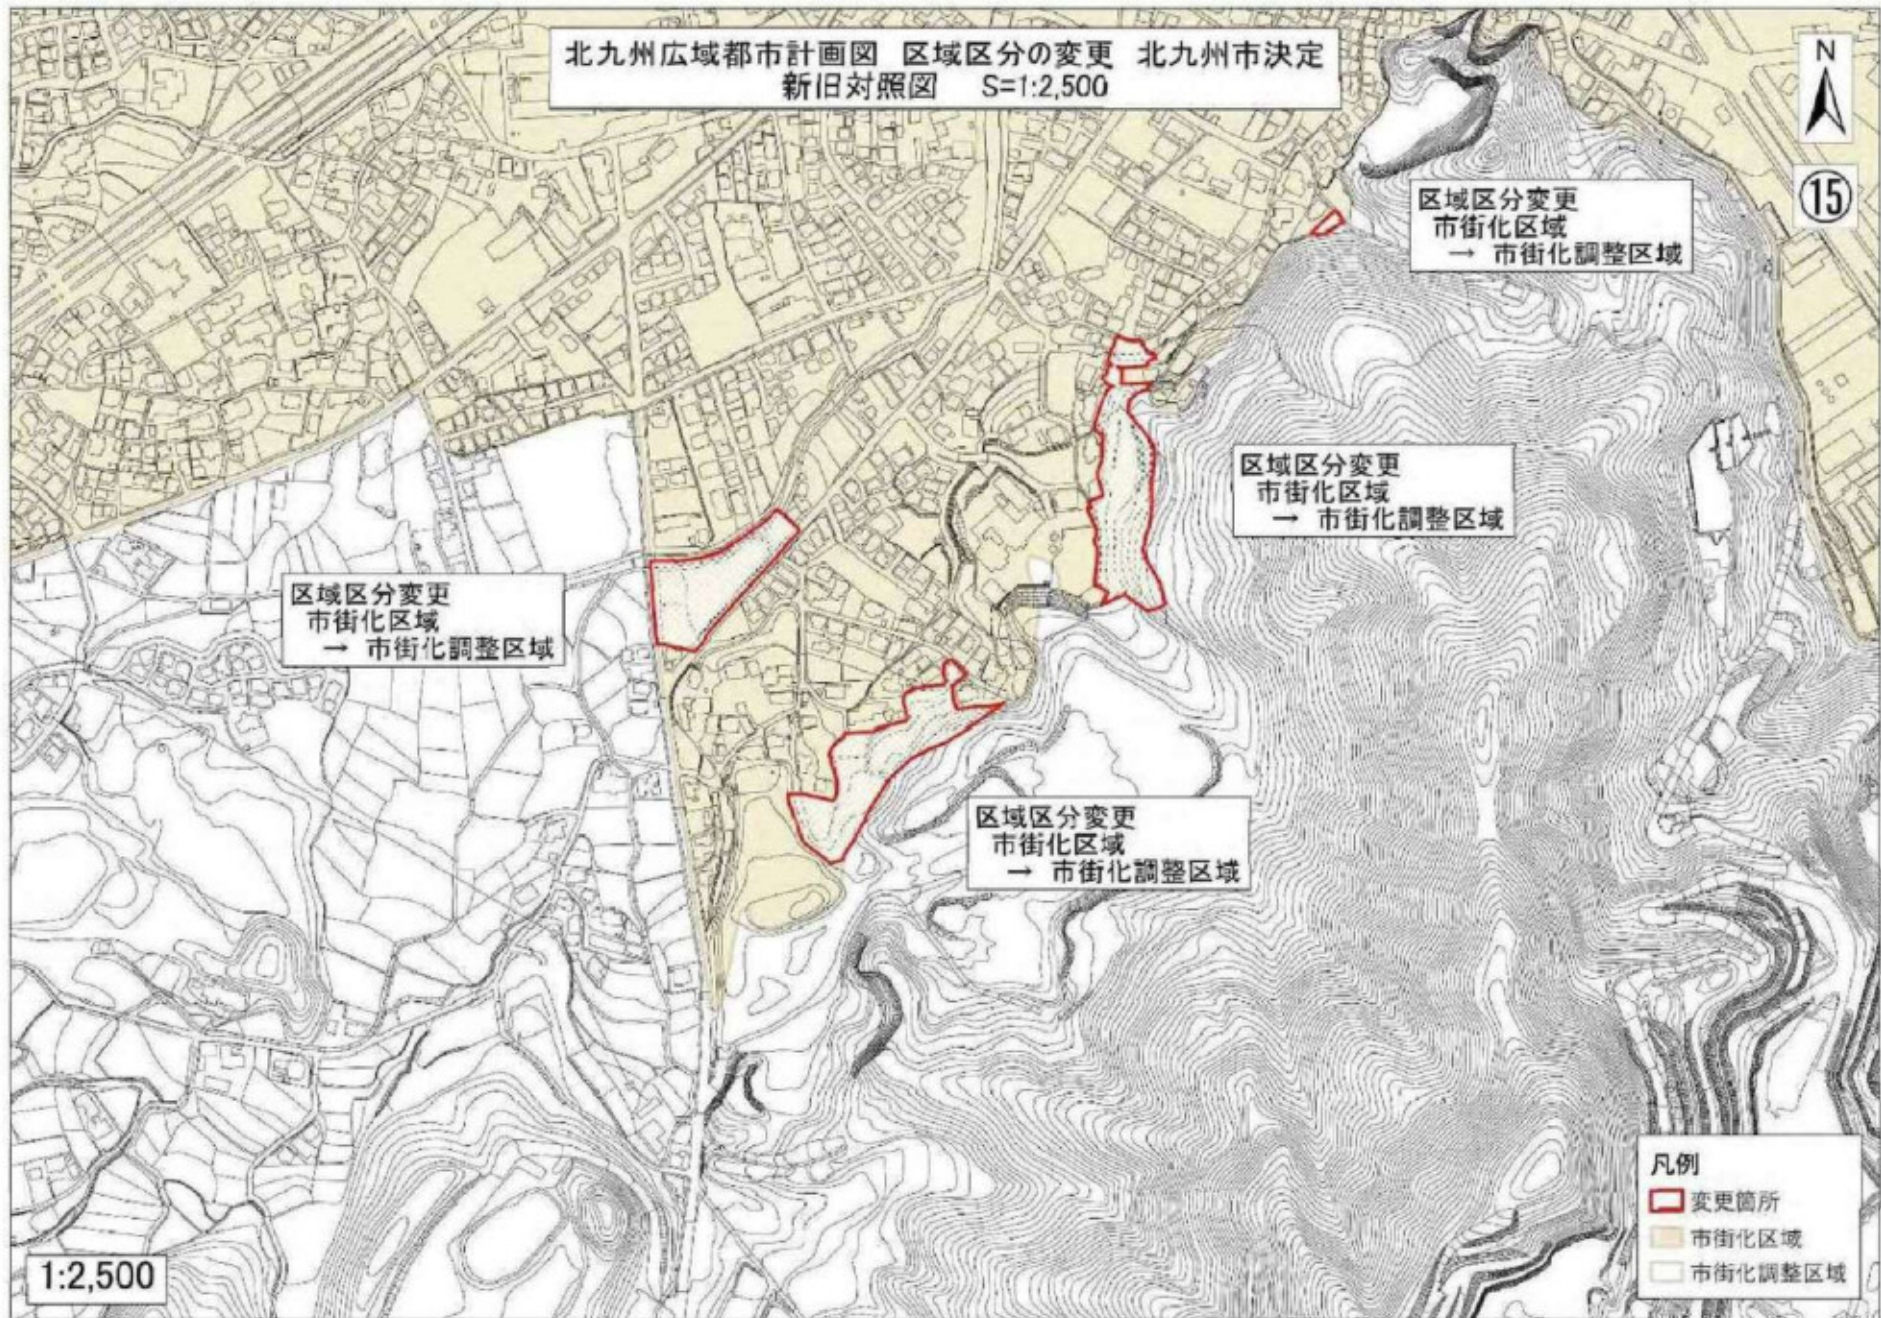 北九州広域都市計画図 区域区分の変更 北九州市決定
新旧対照図 S=1:2,500
N
⑮
区域区分変更
市街化区域
→ 市街化調整区域
区域区分変更
市街化区域
→ 市街化調整区域
区域区分変更
市街化区域
→ 市街化調整区域
区域区分変更
市街化区域
→ 市街化調整区域
凡例
変更箇所
市街化区域
市街化調整区域
1:2,500